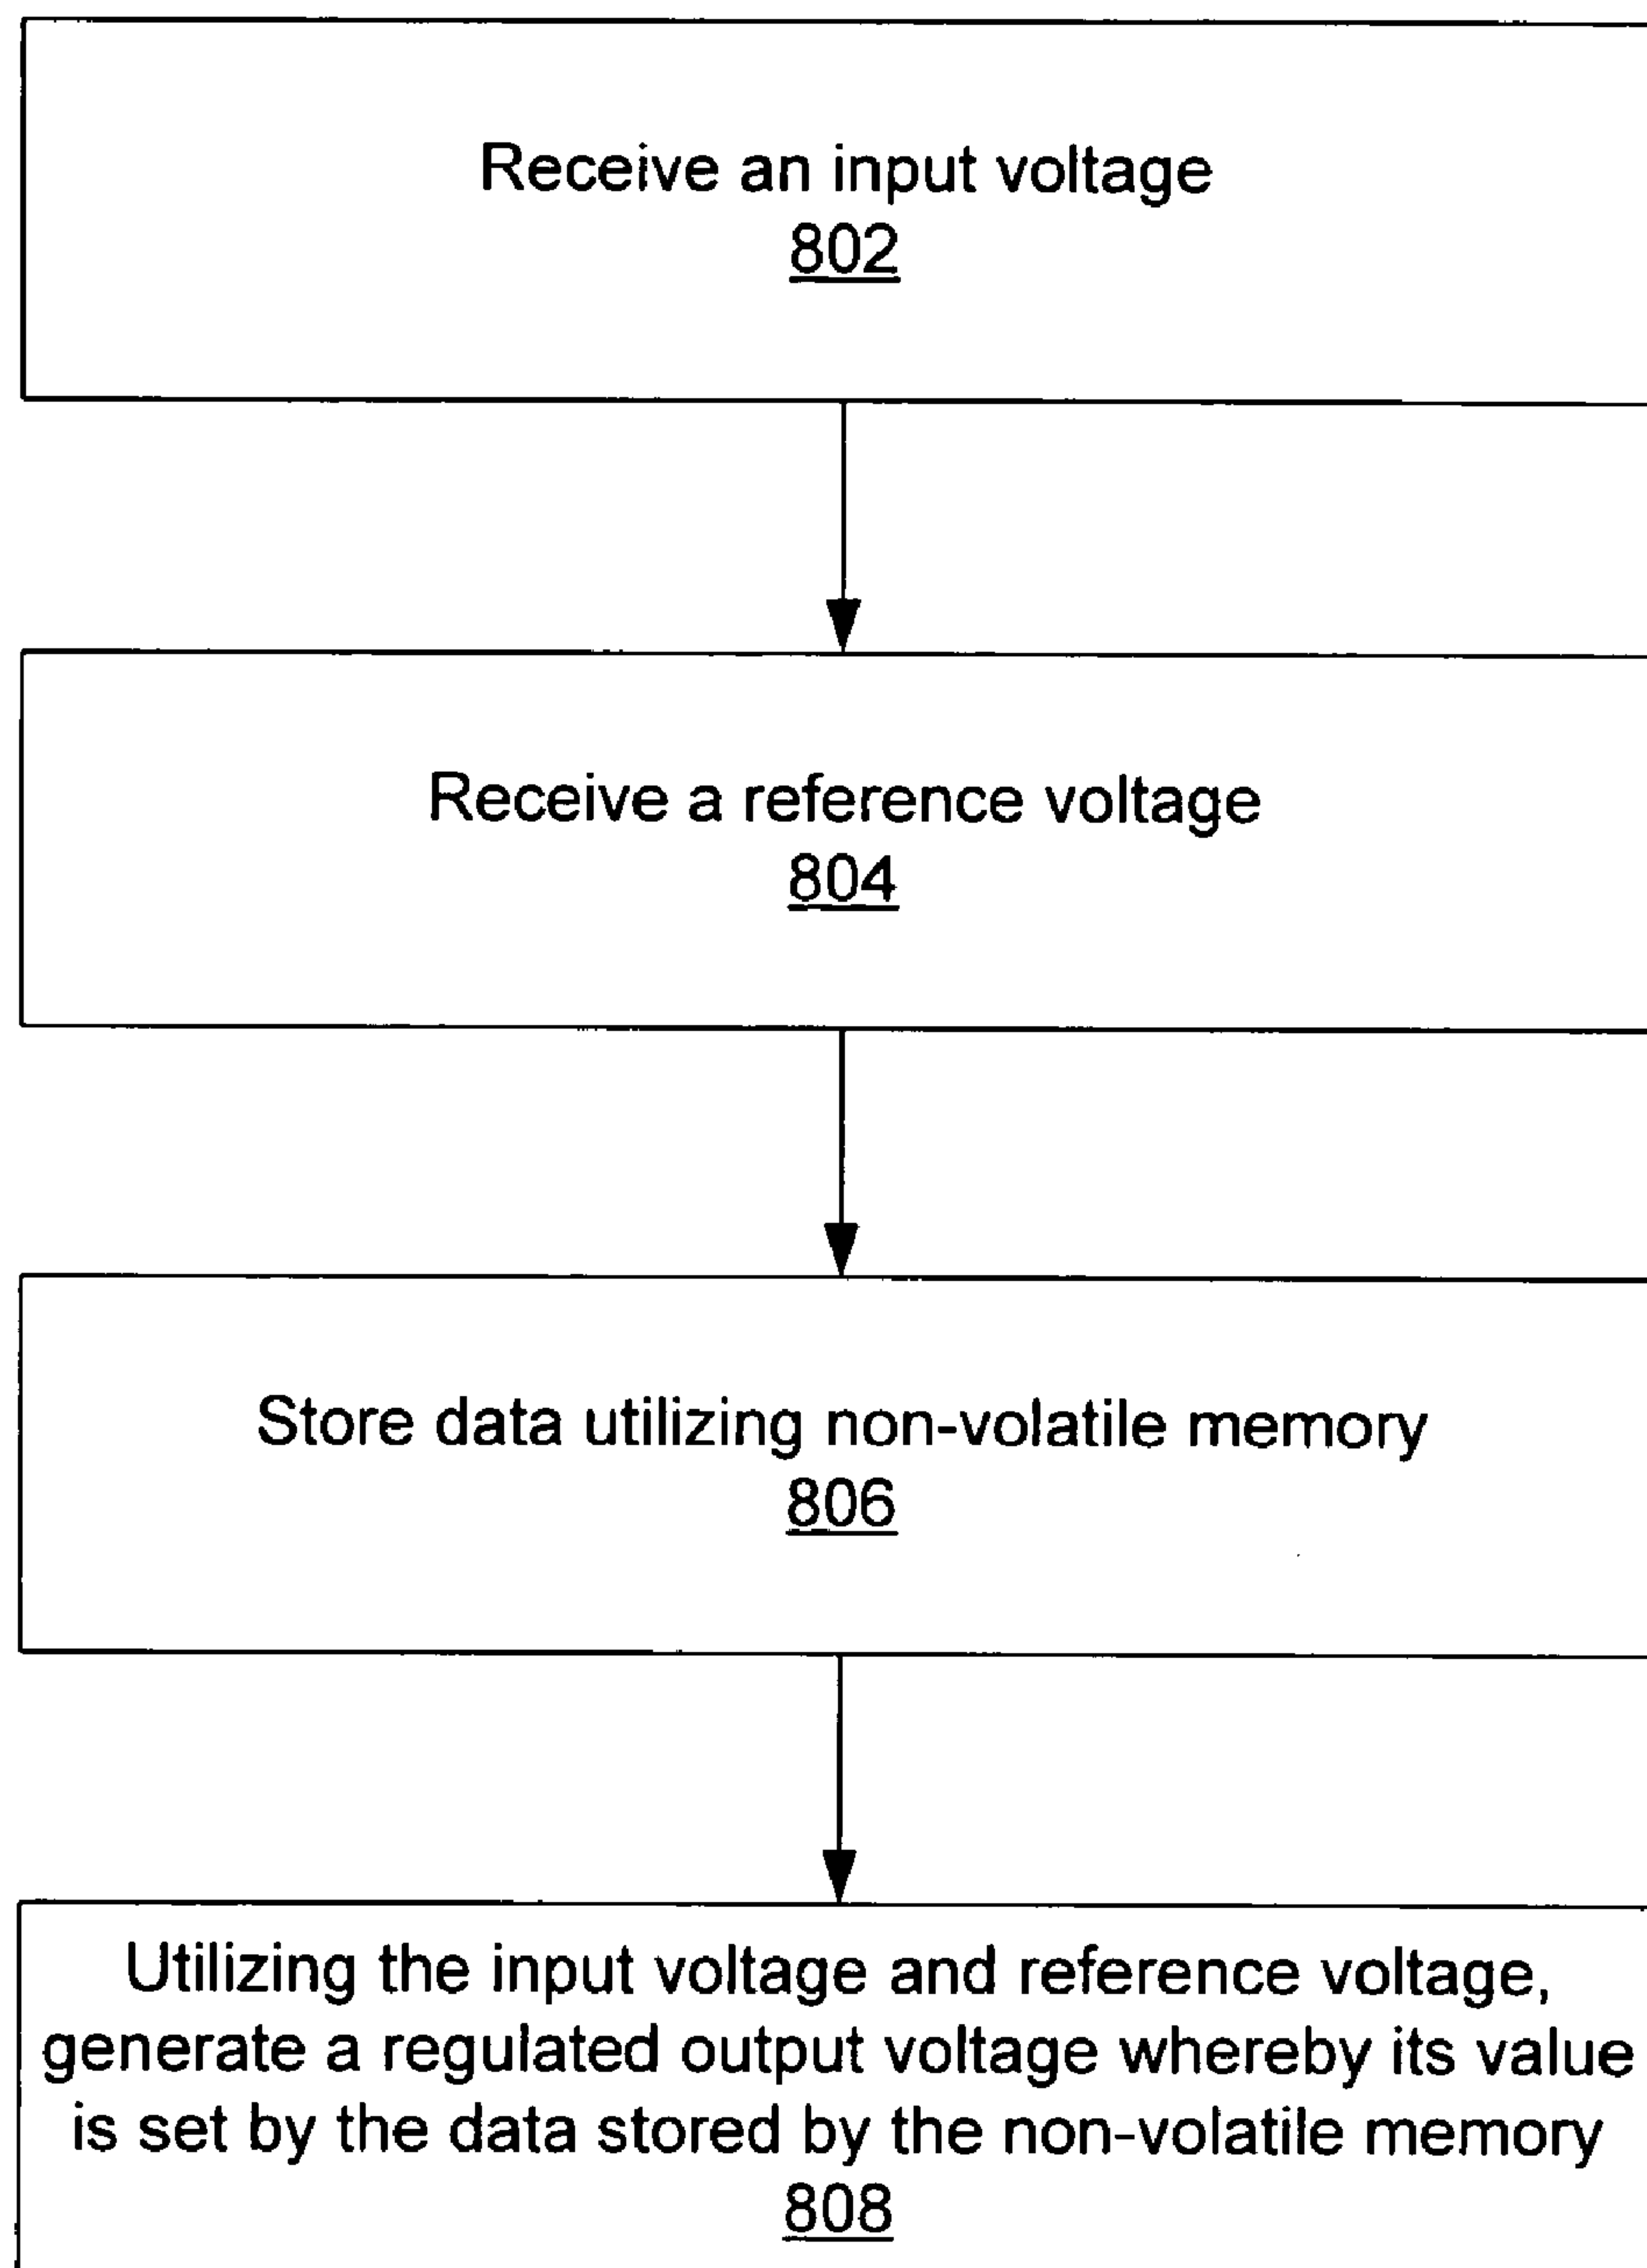 Receive an input voltage
802
Receive a reference voltage
804
Store data utilizing non-volatile memory
806
Utilizing the input voltage and reference voltage,
generate a regulated output voltage whereby its value
is set by the data stored by the non-volatile memory
808